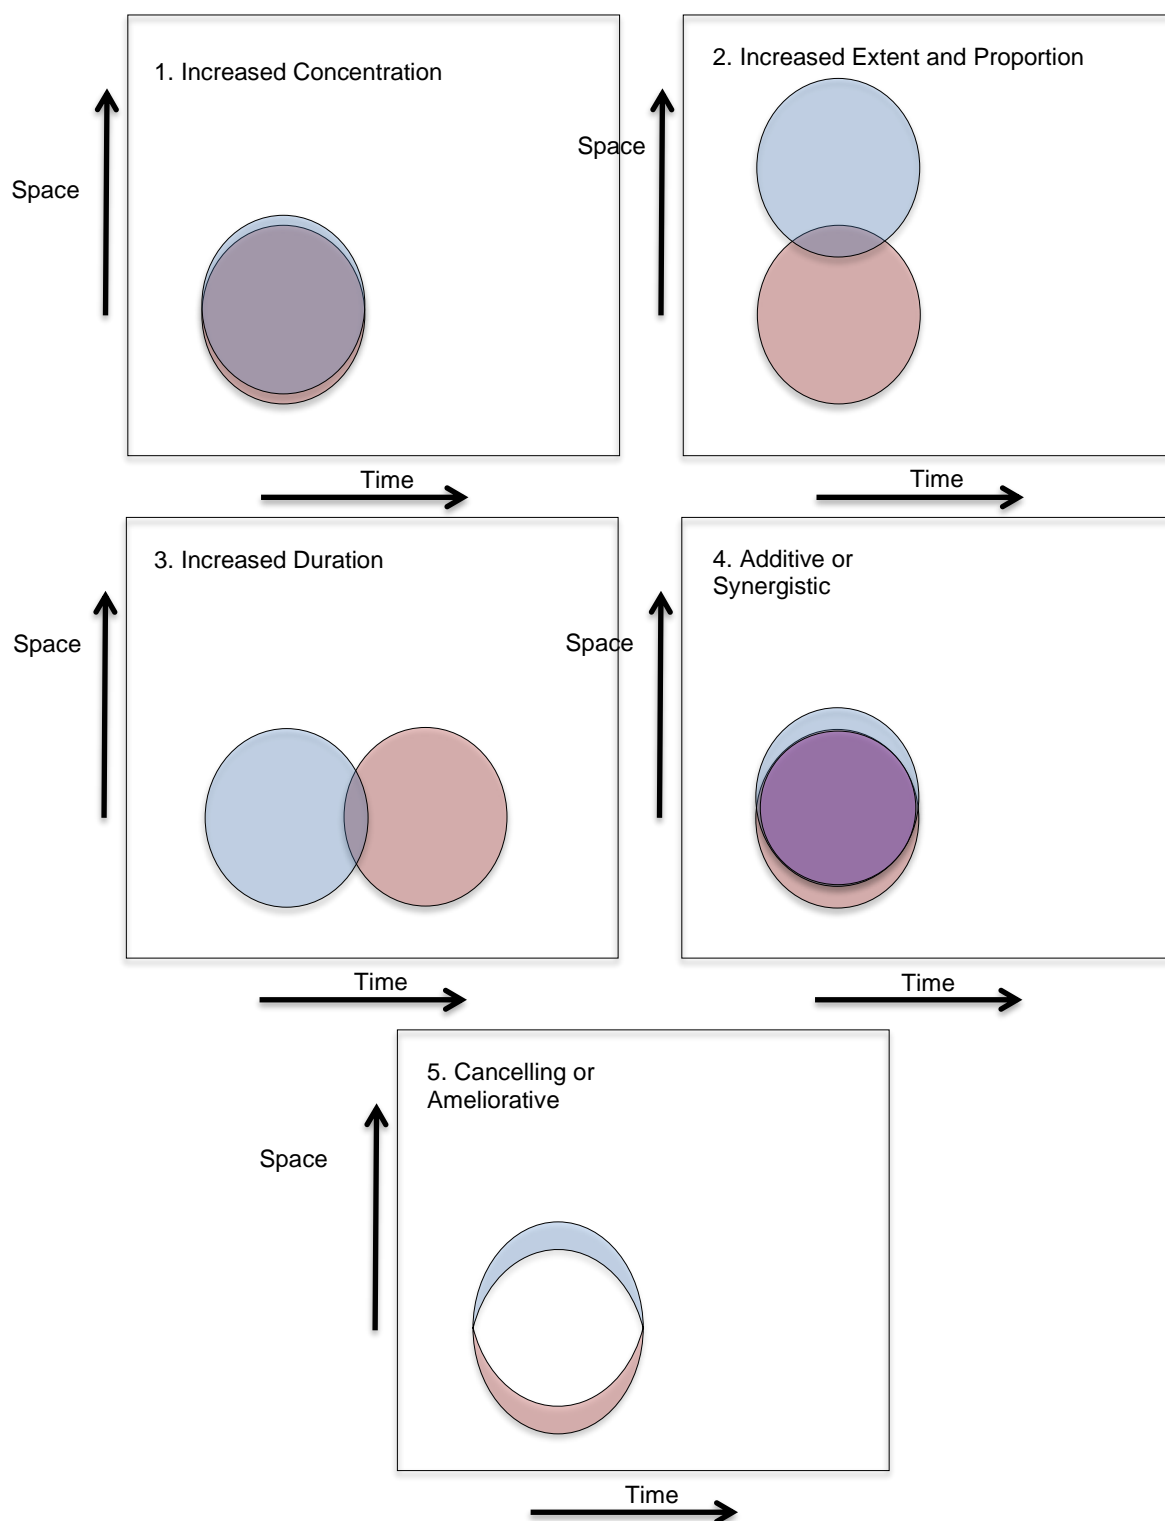 1. Increased Concentration
Space
Time
2. Increased Extent and Proportion
Space
Time
3. Increased Duration
Space
Time
4. Additive or
Synergistic
Space
Time
5. Cancelling or
Ameliorative
Space
Time